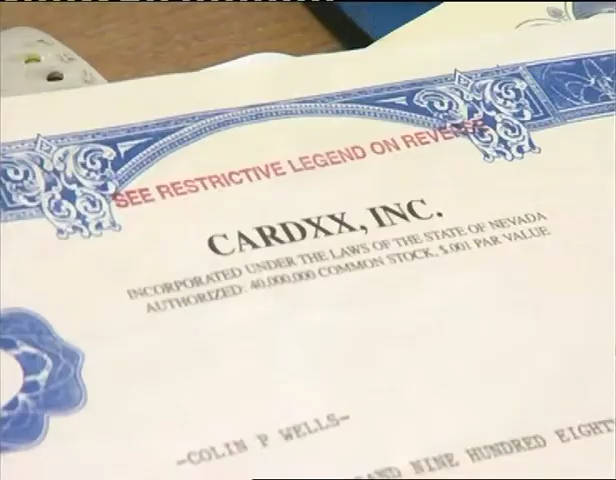 SEE RESTRICTIVE LEGEND ON REVERSE
CARDXX, INC.
INCORPORATED UNDER THE LAWS OF THE STATE OF NEVADA
AUTHORIZED: 40,000,000 COMMON STOCK, $.001 PAR VALUE
-COLIN P WELLS-
AND NINE HUNDRED EIGHT